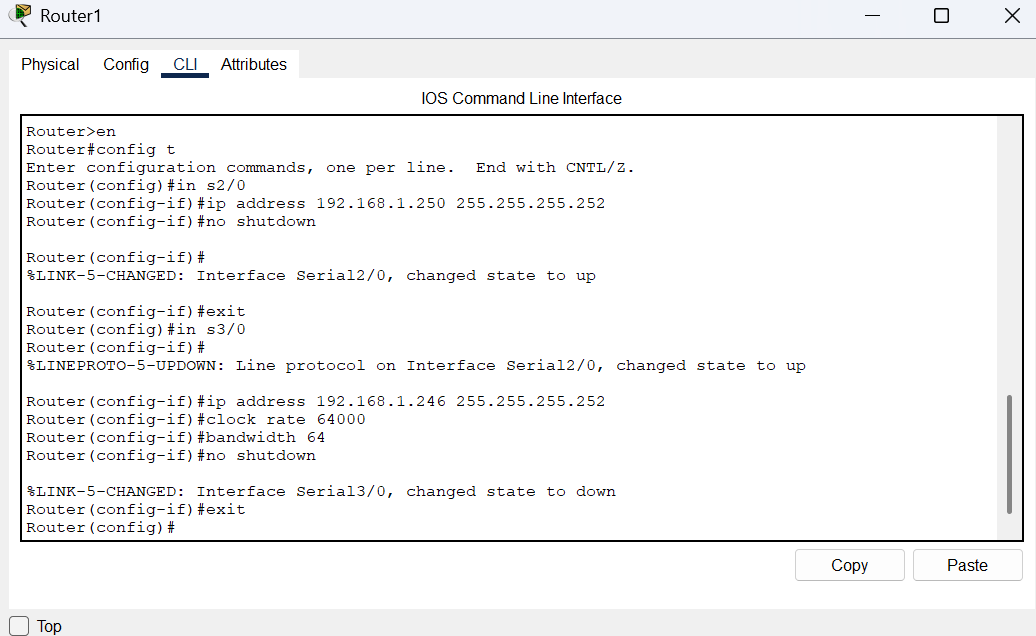 Router1
Physical Config CLI Attributes
IOS Command Line Interface
Router>en
Router#config t
Enter configuration commands, one per line.  End with CNTL/Z.
Router(config)#in s2/0
Router(config-if)#ip address 192.168.1.250 255.255.255.252
Router(config-if)#no shutdown
Router(config-if)#
%LINK-5-CHANGED: Interface Serial2/0, changed state to up
Router(config-if)#exit
Router(config)#in s3/0
Router(config-if)#
%LINEPROTO-5-UPDOWN: Line protocol on Interface Serial2/0, changed state to up
Router(config-if)#ip address 192.168.1.246 255.255.255.252
Router(config-if)#clock rate 64000
Router(config-if)#bandwidth 64
Router(config-if)#no shutdown
%LINK-5-CHANGED: Interface Serial3/0, changed state to down
Router(config-if)#exit
Router(config)#
Copy Paste
Top